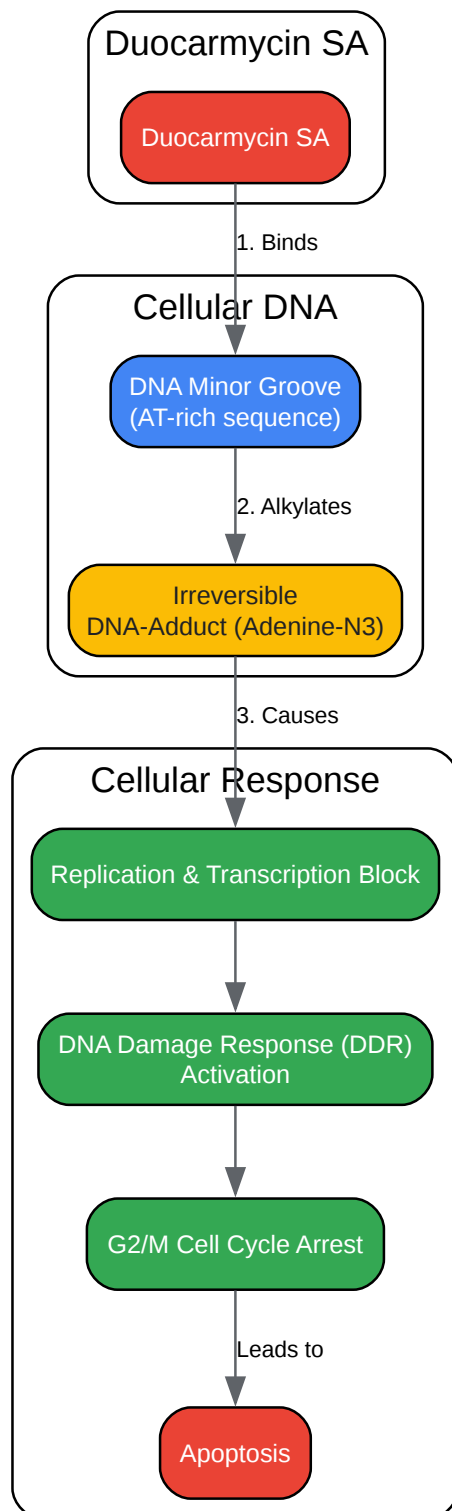 Duocarmycin SA
Duocarmycin SA
1. Binds
Cellular DNA
DNA Minor Groove
(AT-rich sequence)
2. Alkylates
Irreversible
DNA-Adduct (Adenine-N3)
3. Causes
Cellular Response
Replication & Transcription Block
DNA Damage Response (DDR)
Activation
G2/M Cell Cycle Arrest
Leads to
Apoptosis